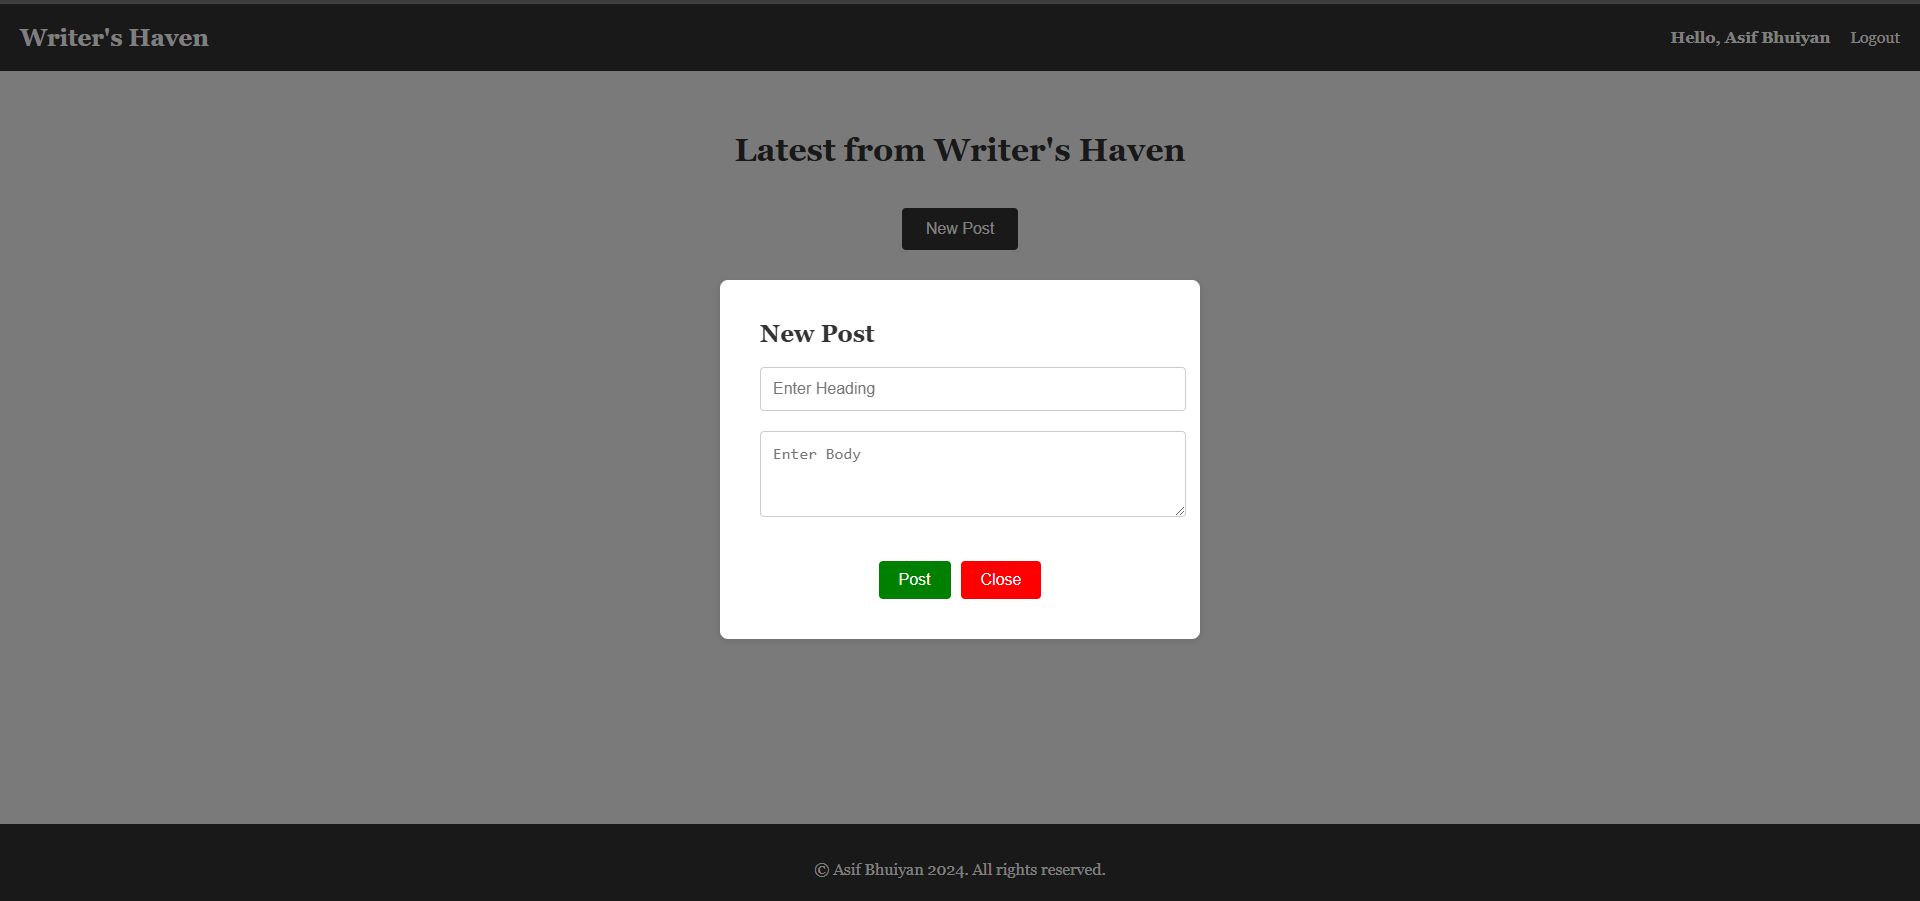 Writer's Haven
Hello, Asif Bhuiyan Logout
Latest from Writer's Haven
New Post
New Post
Enter Heading
Enter Body
Post Close
© Asif Bhuiyan 2024. All rights reserved.